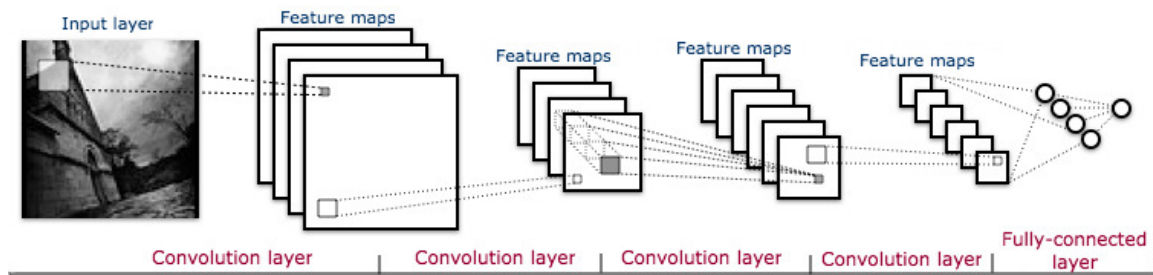 Input layer
Feature maps
Feature maps
Feature maps
Feature maps
Convolution layer
Convolution layer
Convolution layer
Convolution layer
Fully-connected
layer